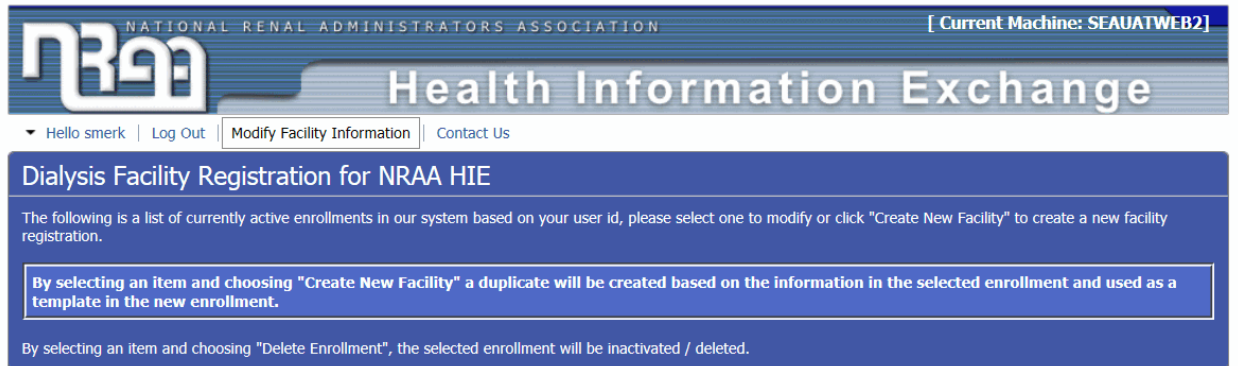 NATIONAL RENAL ADMINISTRATORS ASSOCIATION
[ Current Machine: SEAUATWEB2]
NRAA
Health Information Exchange
Hello smerk | Log Out | Modify Facility Information | Contact Us
Dialysis Facility Registration for NRAA HIE
The following is a list of currently active enrollments in our system based on your user id, please select one to modify or click "Create New Facility" to create a new facility
registration.
By selecting an item and choosing "Create New Facility" a duplicate will be created based on the information in the selected enrollment and used as a
template in the new enrollment.
By selecting an item and choosing "Delete Enrollment", the selected enrollment will be inactivated / deleted.